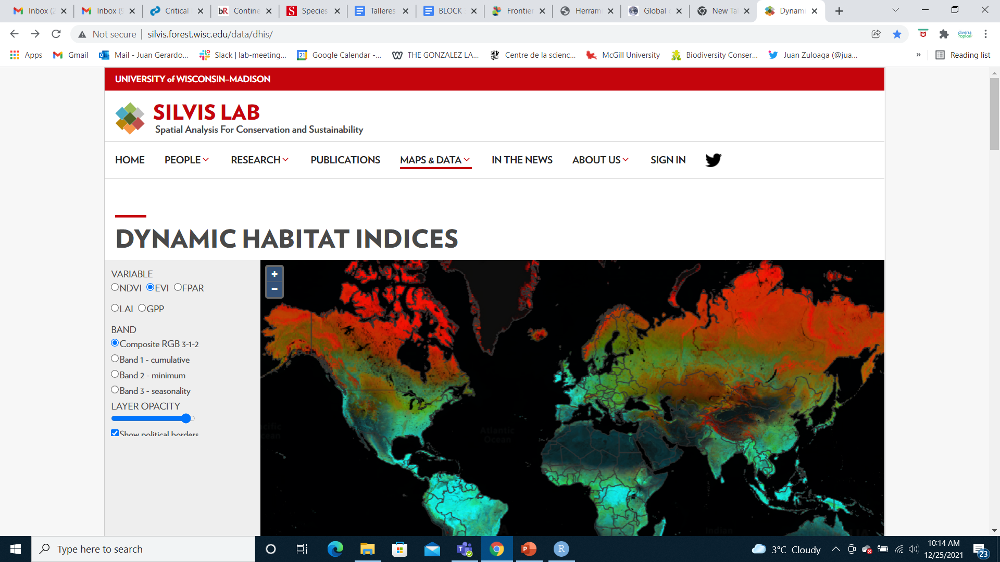 Inbox (2
Inbox (9
Critical
bR Contine
S Species
Talleres
BLOCK
Frontier
Herram
Global
New Ta
Dynami
Not secure
silvis.forest.wisc.edu/data/dhis/
diversa
ropical
Apps
Gmail
Mail - Juan Gerardo...
Slack | lab-meeting...
21 Google Calendar -...
W THE GONZALEZ LA...
Centre de la scienc...
McGill University
Biodiversity Conser...
Juan Zuloaga (@jua...
»
Reading list
UNIVERSITY of WISCONSIN–MADISON
SILVIS LAB
Spatial Analysis For Conservation and Sustainability
HOME
PEOPLE
RESEARCH
PUBLICATIONS
MAPS & DATA
IN THE NEWS
ABOUT US
SIGN IN
DYNAMIC HABITAT INDICES
VARIABLE
NDVI EVI FPAR
LAI GPP
BAND
Composite RGB 3-1-2
Band 1 - cumulative
Band 2 - minimum
Band 3 - seasonality
LAYER OPACITY
Show political borders
+
−
cific
cean
Atlantic
Ocean
Indian
Type here to search
3°C Cloudy
10:14 AM
12/25/2021
23